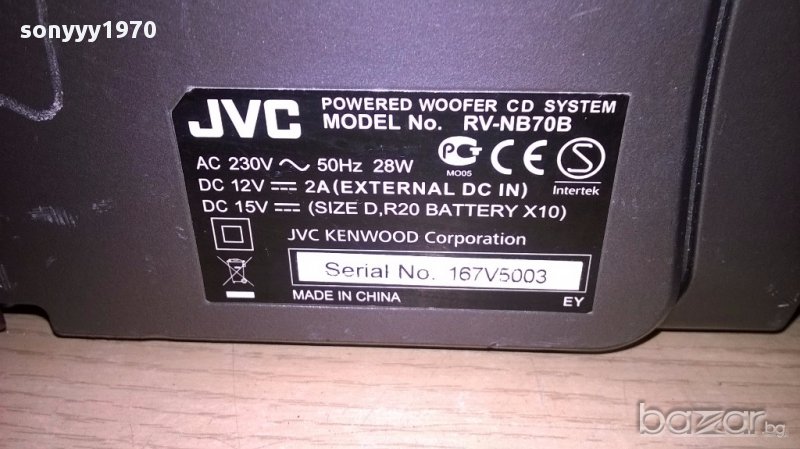 sonyyy1970
JVC
POWERED WOOFER CD SYSTEM
MODEL No. RV-NB70B
AC 230V ~ 50Hz 28W
DC 12V ⎓ 2A (EXTERNAL DC IN)
DC 15V ⎓ (SIZE D,R20 BATTERY X10)
MO05
CE
S
Intertek
JVC KENWOOD Corporation
Serial No. 167V5003
MADE IN CHINA
EY
bazar.bg